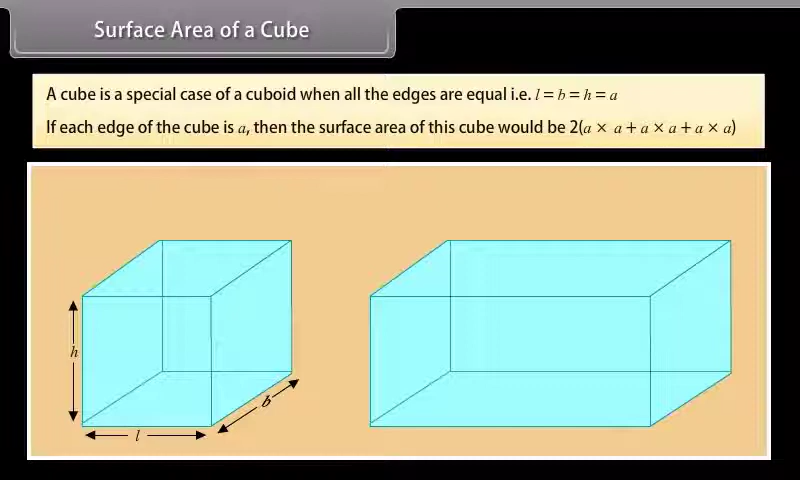 Surface Area of a Cube
A cube is a special case of a cuboid when all the edges are equal i.e. l = b = h = a
If each edge of the cube is a, then the surface area of this cube would be 2(a × a + a × a + a × a)
h
b
l